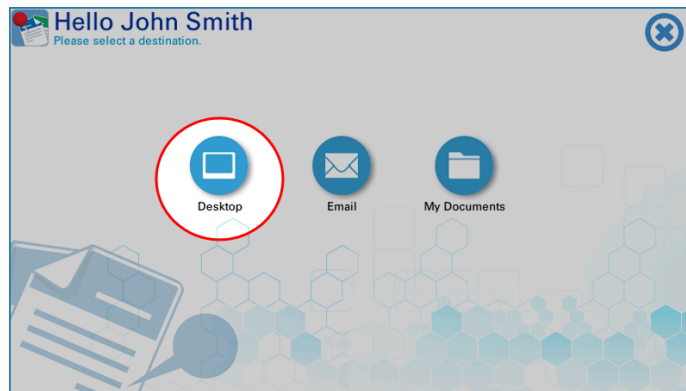 Hello John Smith
Please select a destination.
Desktop
Email
My Documents